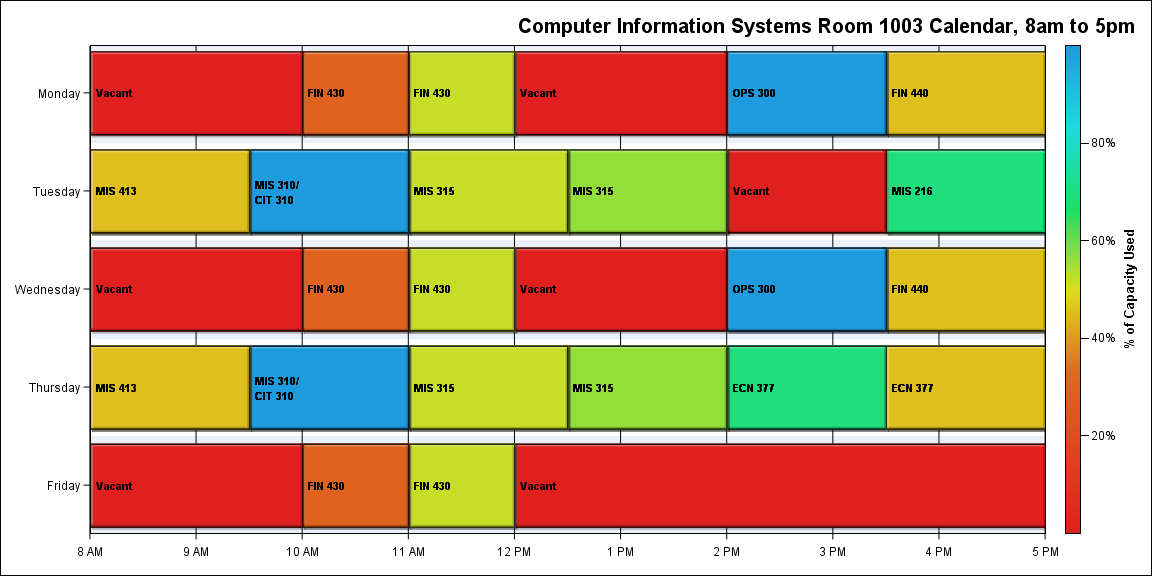 Computer Information Systems Room 1003 Calendar, 8am to 5pm
Monday
Vacant
FIN 430
FIN 430
Vacant
OPS 300
FIN 440
Tuesday
MIS 413
MIS 310/
CIT 310
MIS 315
MIS 315
Vacant
MIS 216
Wednesday
Vacant
FIN 430
FIN 430
Vacant
OPS 300
FIN 440
Thursday
MIS 413
MIS 310/
CIT 310
MIS 315
MIS 315
ECN 377
ECN 377
Friday
Vacant
FIN 430
FIN 430
Vacant
8 AM
9 AM
10 AM
11 AM
12 PM
1 PM
2 PM
3 PM
4 PM
5 PM
80%
60%
40%
20%
% of Capacity Used